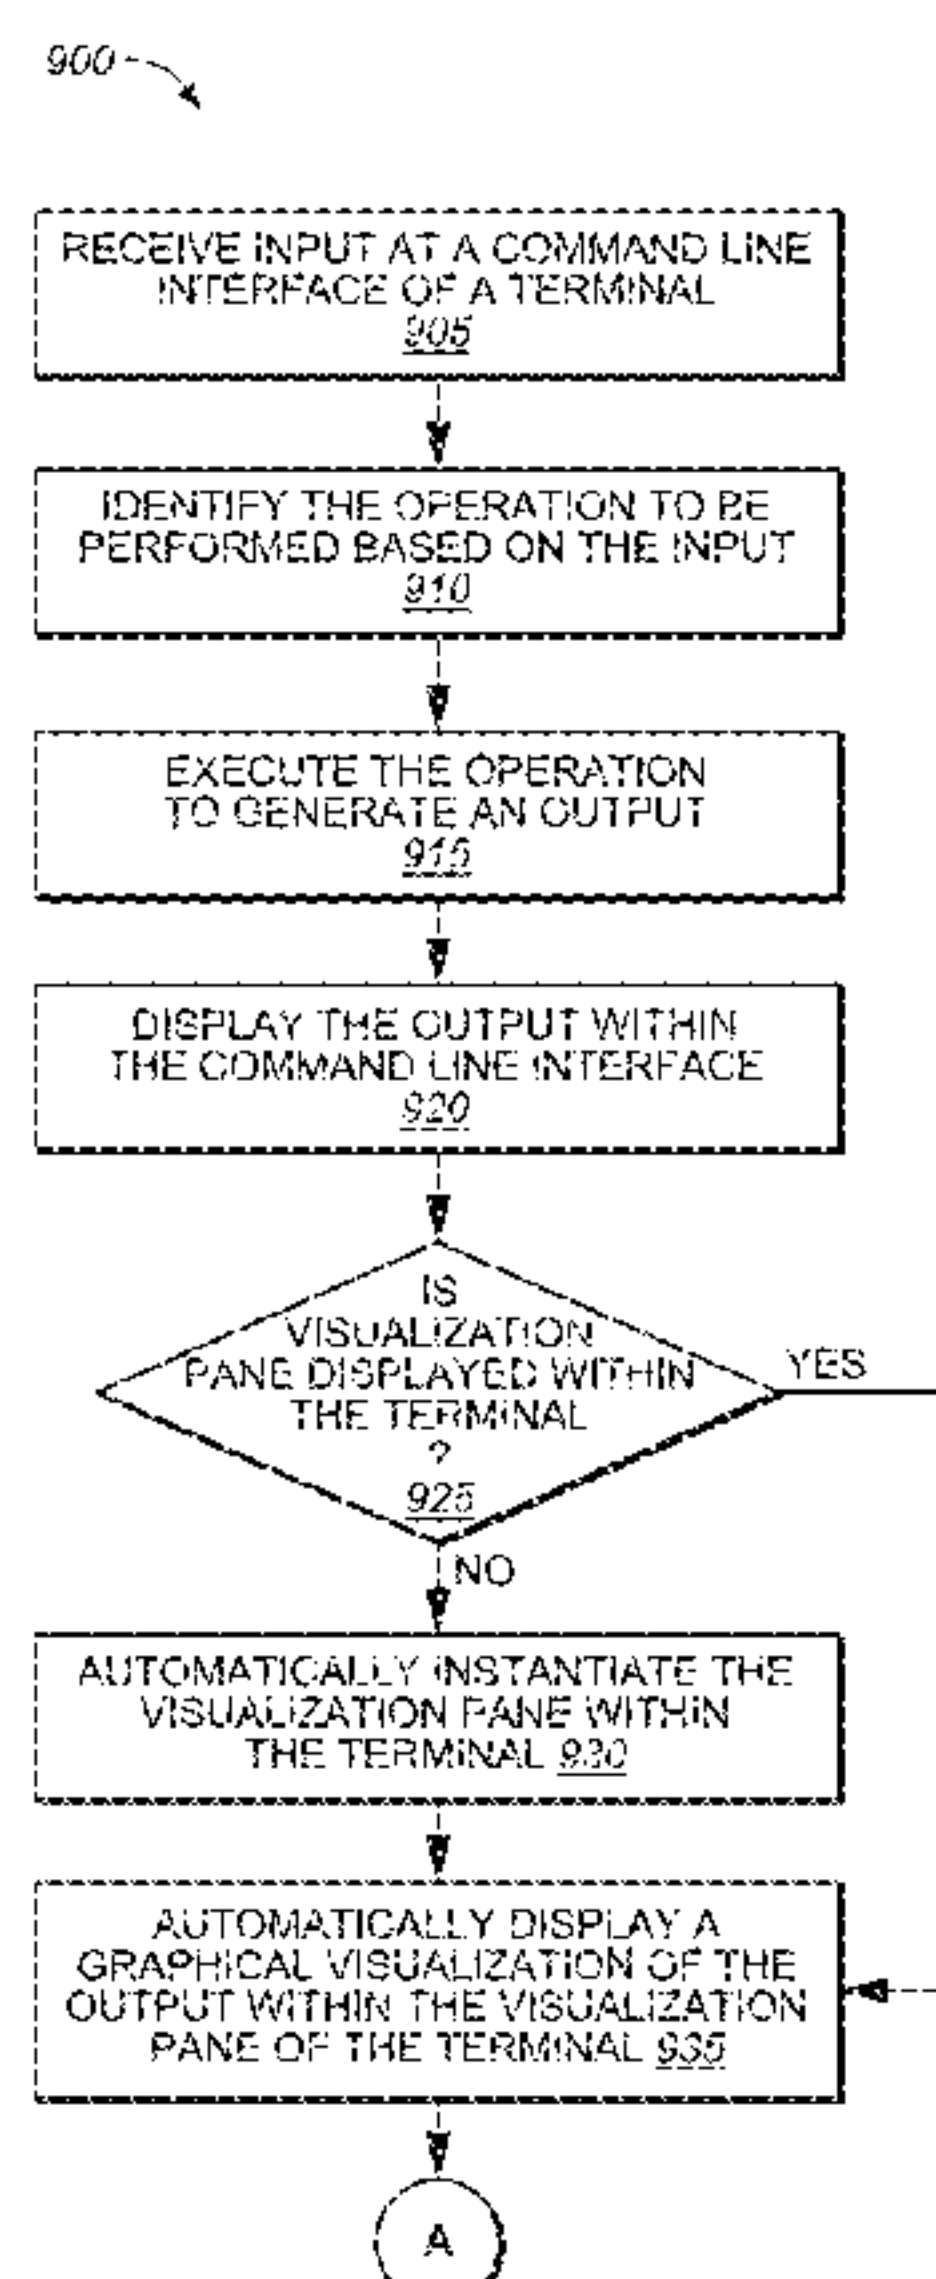 900
RECEIVE INPUT AT A COMMAND LINE
INTERFACE OF A TERMINAL
905
IDENTIFY THE OPERATION TO BE
PERFORMED BASED ON THE INPUT
910
EXECUTE THE OPERATION
TO GENERATE AN OUTPUT
915
DISPLAY THE OUTPUT WITHIN
THE COMMAND LINE INTERFACE
920
IS
VISUALIZATION
PANE DISPLAYED WITHIN
THE TERMINAL
?
925
YES
NO
AUTOMATICALLY INSTANTIATE THE
VISUALIZATION PANE WITHIN
THE TERMINAL 930
AUTOMATICALLY DISPLAY A
GRAPHICAL VISUALIZATION OF THE
OUTPUT WITHIN THE VISUALIZATION
PANE OF THE TERMINAL 935
A